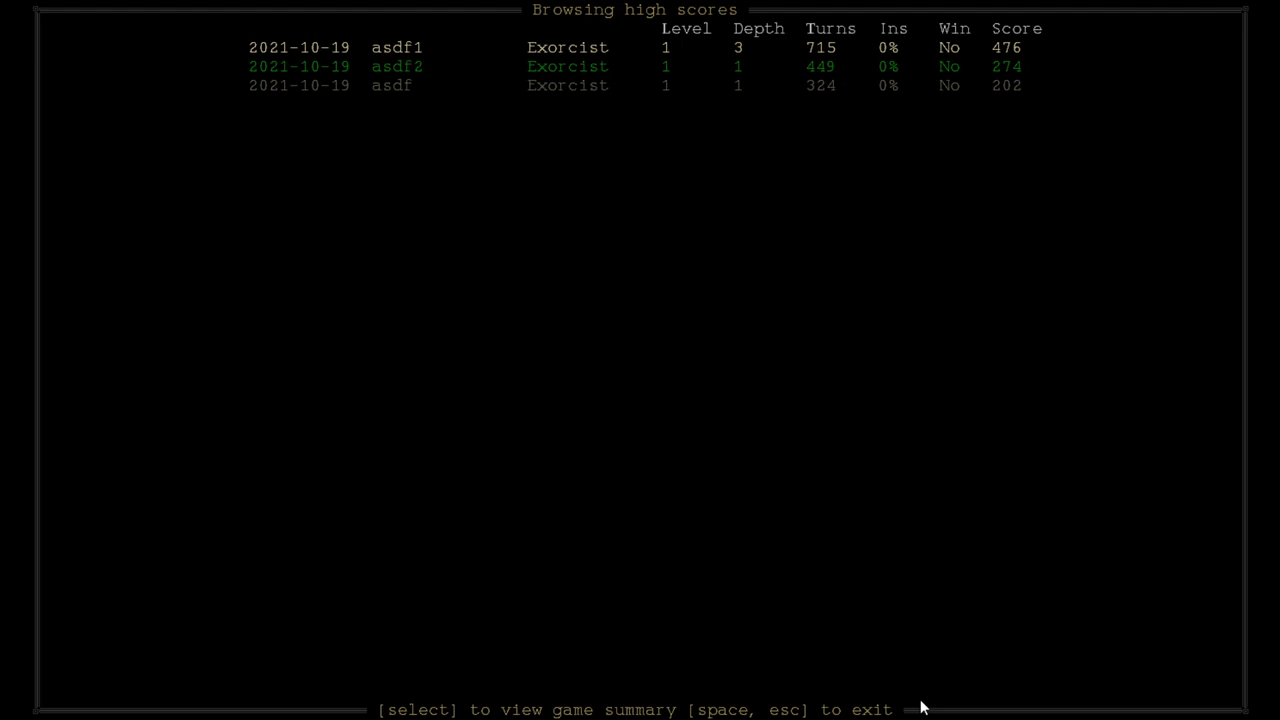 Browsing high scores
Level Depth Turns Ins Win Score
2021-10-19 asdf1 Exorcist 1 3 715 0% No 476
2021-10-19 asdf2 Exorcist 1 1 449 0% No 274
2021-10-19 asdf Exorcist 1 1 324 0% No 202
[select] to view game summary [space, esc] to exit